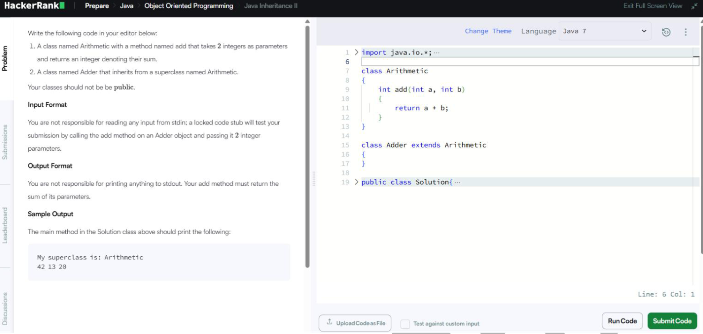 HackerRank
Prepare Java Object Oriented Programming Java Inheritance II
Exit Full Screen View
Problem
Submissions
Leaderboard
Discussions
Write the following code in your editor below:
1. A class named Arithmetic with a method named add that takes 2 integers as parameters
and returns an integer denoting their sum.
2. A class named Adder that inherits from a superclass named Arithmetic.
Your classes should not be be public.
Input Format
You are not responsible for reading any input from stdin; a locked code stub will test your
submission by calling the add method on an Adder object and passing it 2 integer
parameters.
Output Format
You are not responsible for printing anything to stdout. Your add method must return the
sum of its parameters.
Sample Output
The main method in the Solution class above should print the following:
My superclass is: Arithmetic
42 13 20
Change Theme Language Java 7
1 import java.io.*;
6
7 class Arithmetic
8 {
9 int add(int a, int b)
10 {
11 return a + b;
12 }
13 }
14
15 class Adder extends Arithmetic
16 {
17 }
18
19 public class Solution{
Line: 6 Col: 1
Upload Code as File
Test against custom input
Run Code
Submit Code